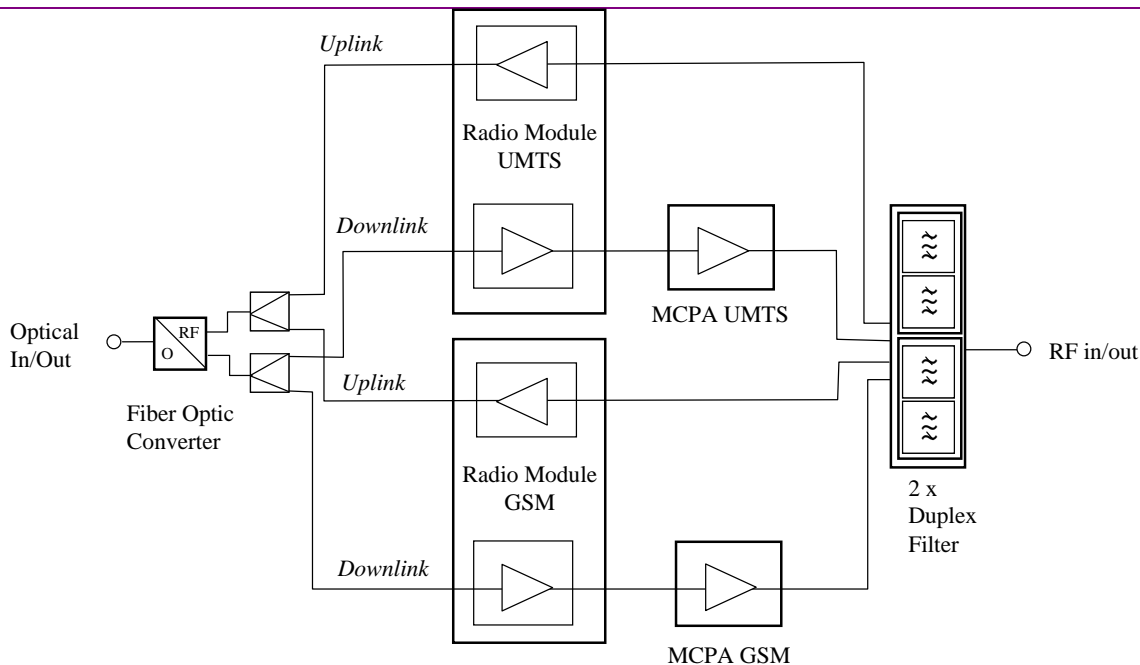 Uplink
Radio Module
UMTS
Downlink
MCPA UMTS
Optical
In/Out
RF
O
RF in/out
Uplink
Fiber Optic
Converter
Radio Module
GSM
2 x
Duplex
Filter
Downlink
MCPA GSM